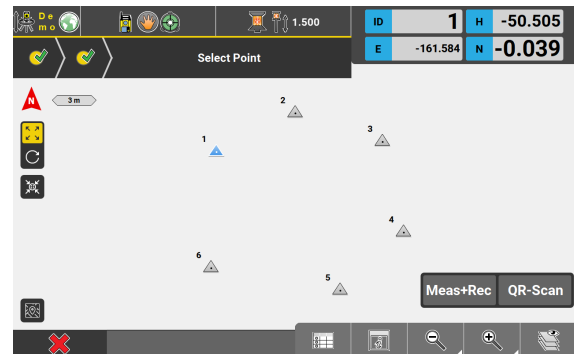 De
mo
1.500
ID 1 H -50.505
E -161.584 N -0.039
Select Point
N
3 m
2
1
3
4
6
5
Meas+Rec QR-Scan